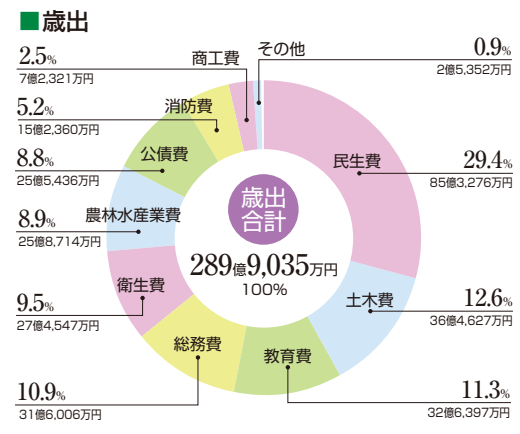 ■歳出
2.5%
7億2,321万円
商工費
その他
0.9%
2億5,352万円
5.2%
15億2,360万円
消防費
8.8%
25億5,436万円
公債費
民生費
29.4%
85億3,276万円
8.9%
25億8,714万円
農林水産業費
歳出
合計
289億9,035万円
100%
9.5%
27億4,547万円
衛生費
土木費
12.6%
36億4,627万円
総務費
教育費
10.9%
31億6,006万円
11.3%
32億6,397万円